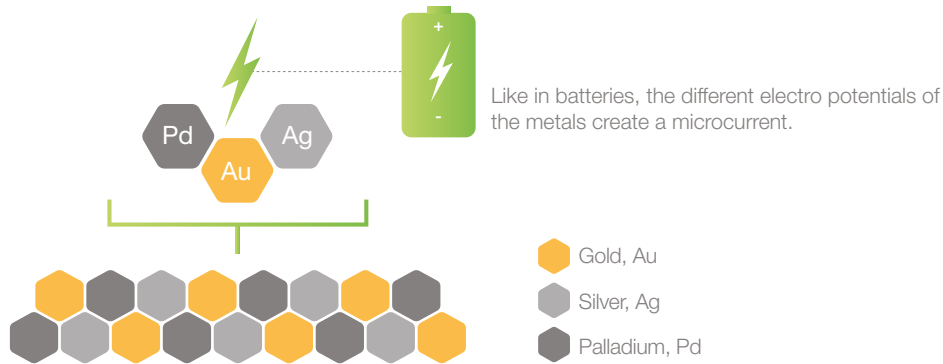 +
-
Like in batteries, the different electro potentials of
the metals create a microcurrent.
Pd
Ag
Au
Gold, Au
Silver, Ag
Palladium, Pd